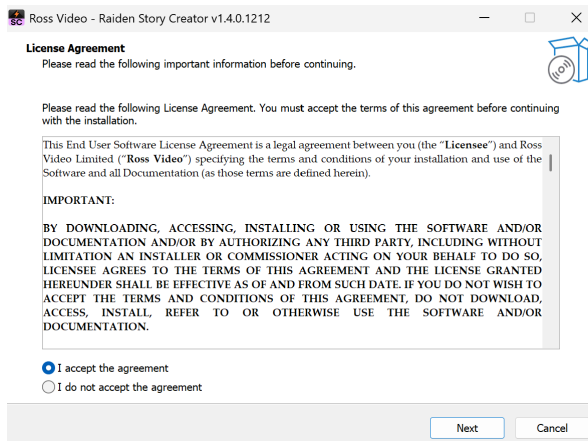 SC Ross Video - Raiden Story Creator v1.4.0.1212
License Agreement
Please read the following important information before continuing.
Please read the following License Agreement. You must accept the terms of this agreement before continuing
with the installation.
This End User Software License Agreement is a legal agreement between you (the “Licensee”) and Ross
Video Limited (“Ross Video”) specifying the terms and conditions of your installation and use of the
Software and all Documentation (as those terms are defined herein).
IMPORTANT:
BY DOWNLOADING, ACCESSING, INSTALLING OR USING THE SOFTWARE AND/OR
DOCUMENTATION AND/OR BY AUTHORIZING ANY THIRD PARTY, INCLUDING WITHOUT
LIMITATION AN INSTALLER OR COMMISSIONER ACTING ON YOUR BEHALF TO DO SO,
LICENSEE AGREES TO THE TERMS OF THIS AGREEMENT AND THE LICENSE GRANTED
HEREUNDER SHALL BE EFFECTIVE AS OF AND FROM SUCH DATE. IF YOU DO NOT WISH TO
ACCEPT THE TERMS AND CONDITIONS OF THIS AGREEMENT, DO NOT DOWNLOAD,
ACCESS, INSTALL, REFER TO OR OTHERWISE USE THE SOFTWARE AND/OR
DOCUMENTATION.
I accept the agreement
I do not accept the agreement
Next Cancel